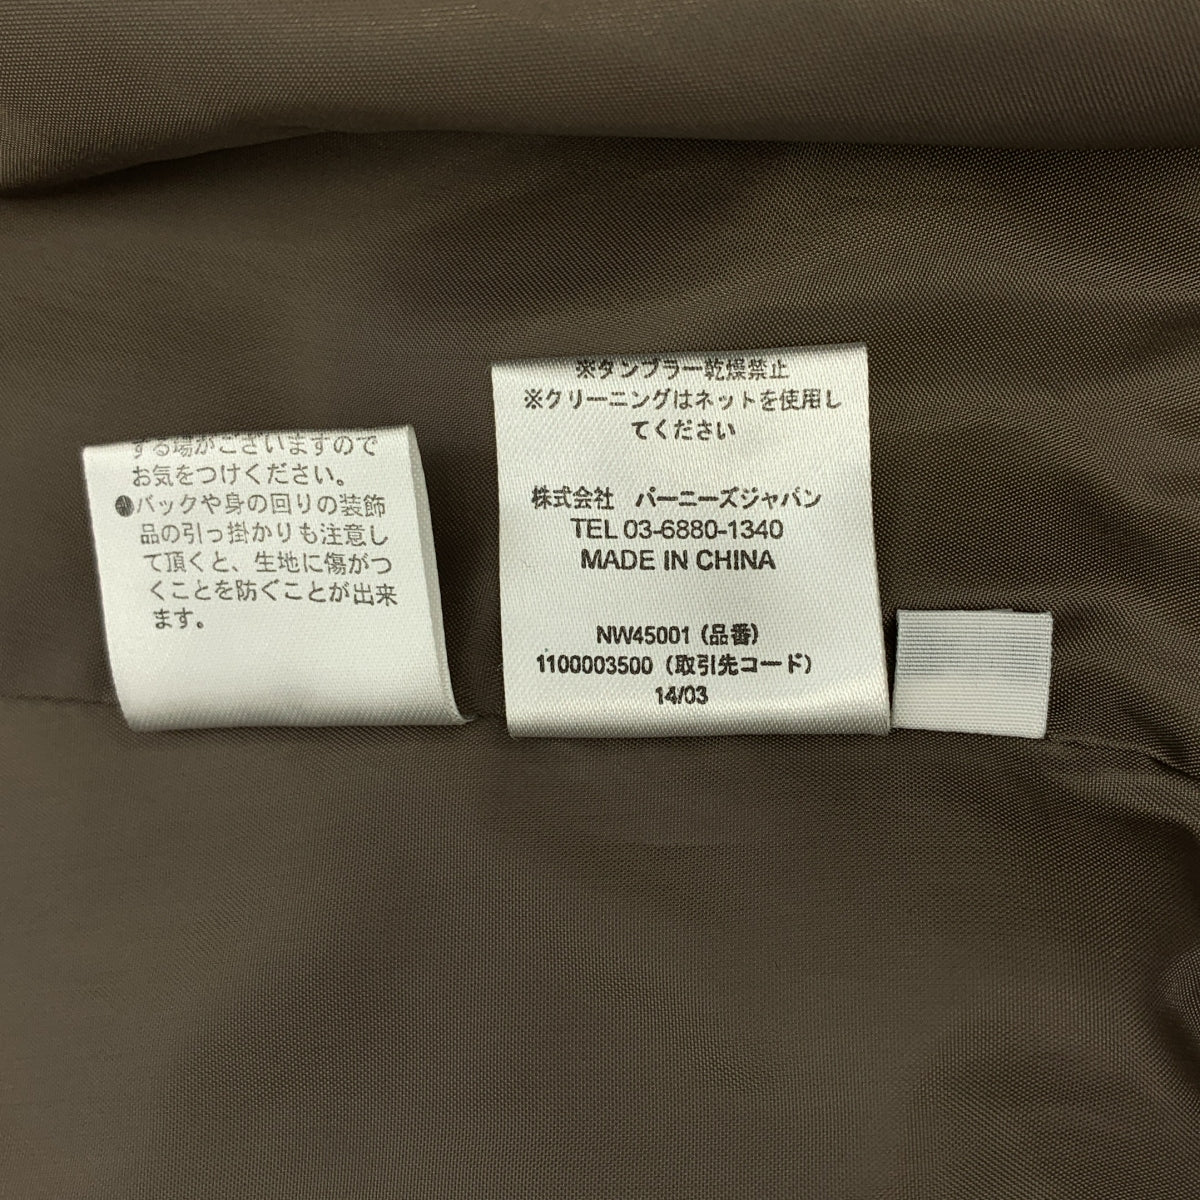 する場がございますので
お気をつけください。
●バックや身の回りの装飾
品の引っ掛かりも注意し
て頂くと、生地に傷がつ
くことを防ぐことが出来
ます。
※タンブラー乾燥禁止
※クリーニングはネットを使用し
てください
株式会社 バーニーズジャパン
TEL 03-6880-1340
MADE IN CHINA
NW45001 (品番)
1100003500 (取引先コード)
14/03